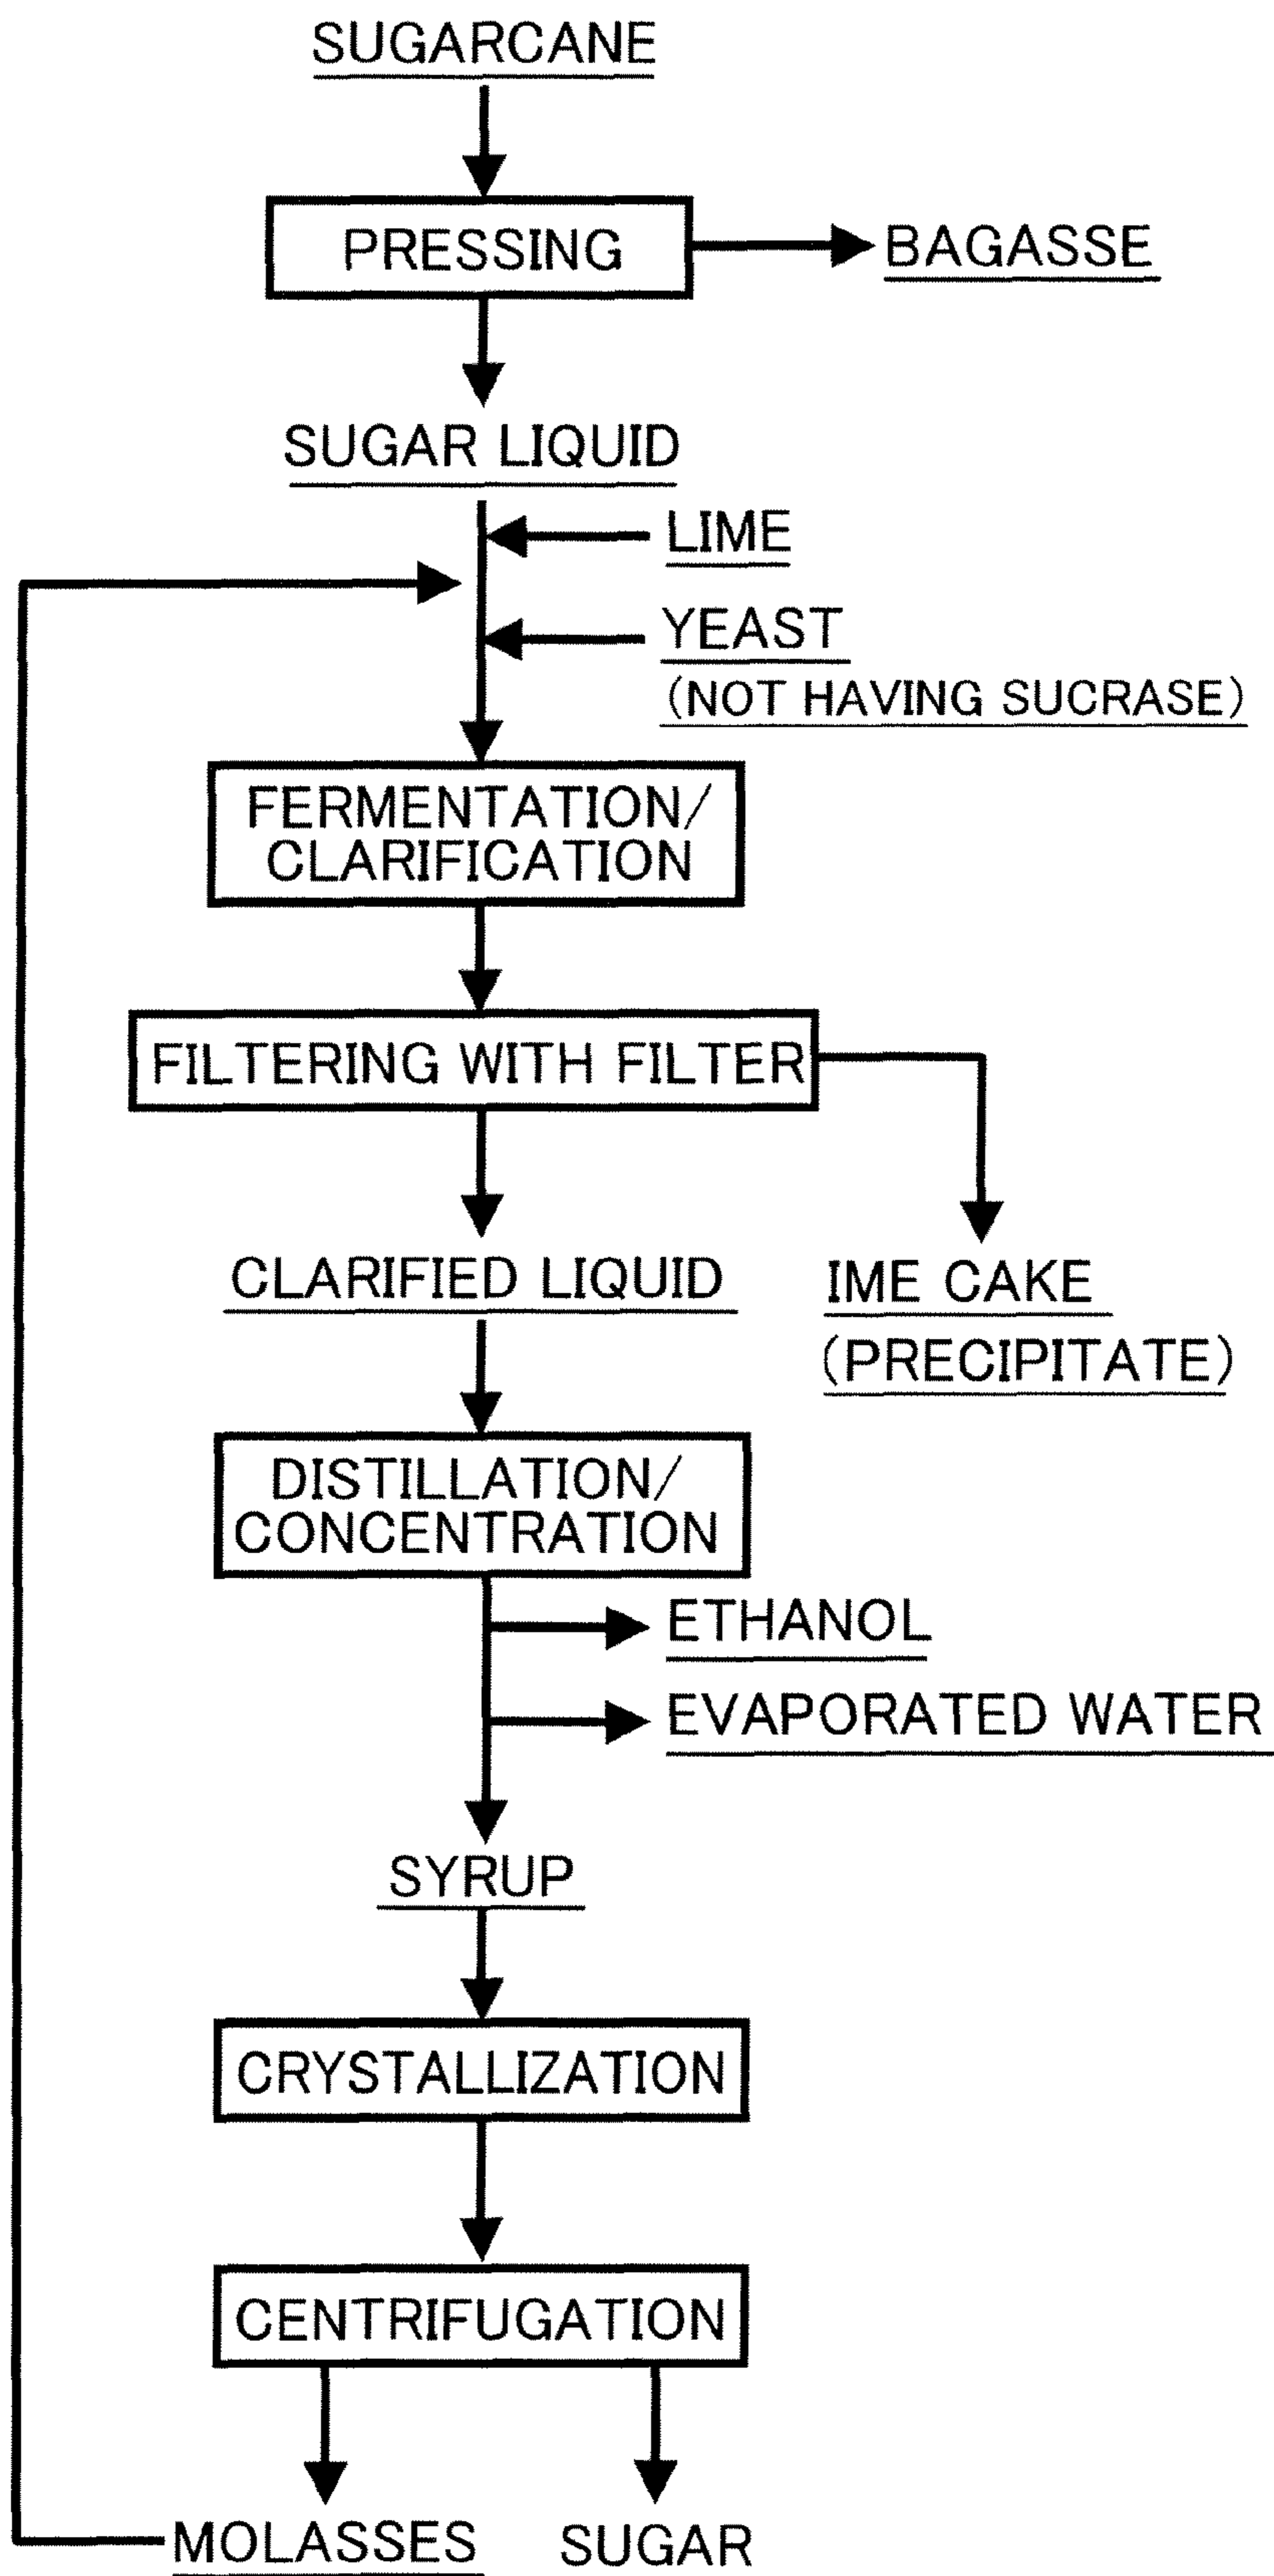 SUGARCANE
PRESSING
BAGASSE
SUGAR LIQUID
LIME
YEAST
(NOT HAVING SUCRASE)
FERMENTATION/
CLARIFICATION
FILTERING WITH FILTER
CLARIFIED LIQUID
IME CAKE
(PRECIPITATE)
DISTILLATION/
CONCENTRATION
ETHANOL
EVAPORATED WATER
SYRUP
CRYSTALLIZATION
CENTRIFUGATION
MOLASSES
SUGAR